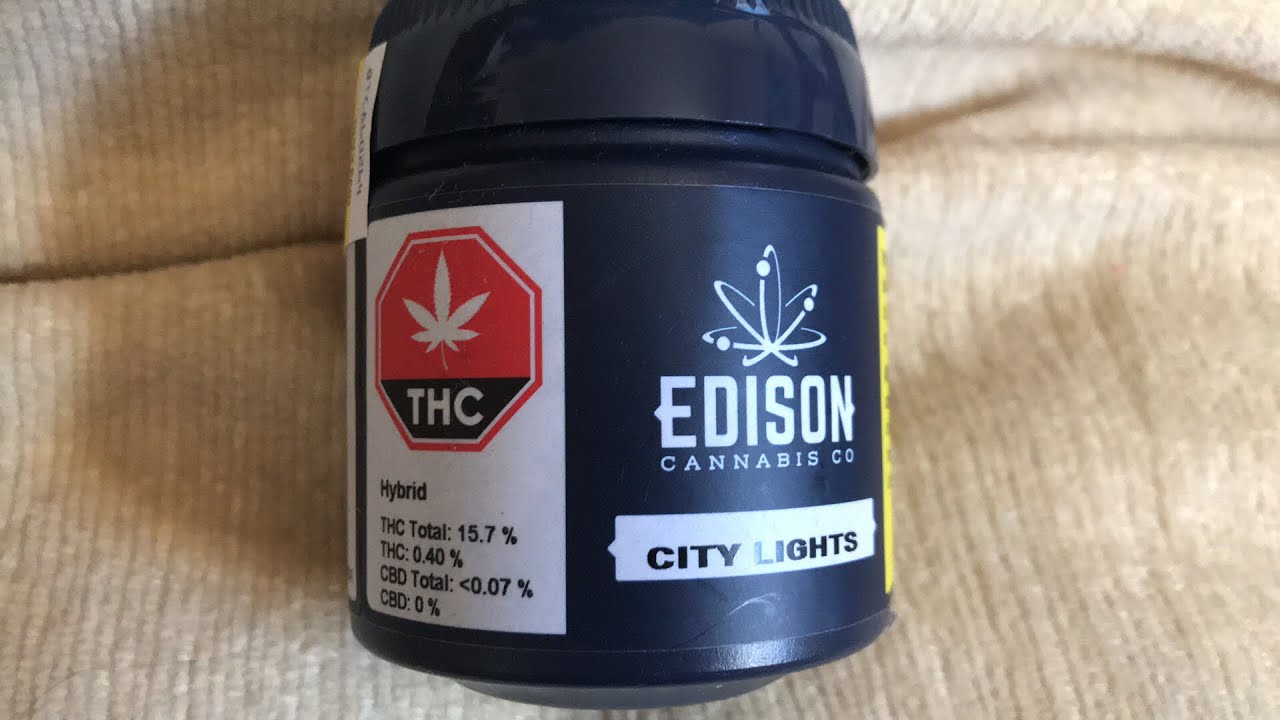 THC
Hybrid
THC Total: 15.7 %
THC: 0.40 %
CBD Total: <0.07 %
CBD: 0 %
EDISON
CANNABIS CO
CITY LIGHTS